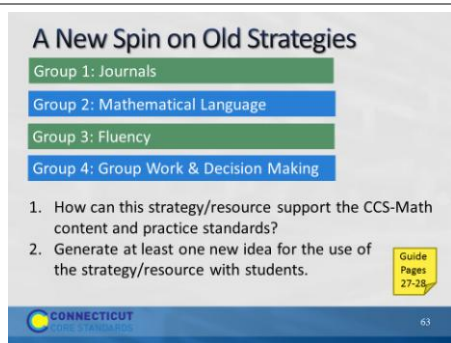 A New Spin on Old Strategies
Group 1: Journals
Group 2: Mathematical Language
Group 3: Fluency
Group 4: Group Work & Decision Making
1. How can this strategy/resource support the CCS-Math
content and practice standards?
2. Generate at least one new idea for the use of
the strategy/resource with students.
Guide
Pages
27-28
CONNECTICUT
CORE STANDARDS
63